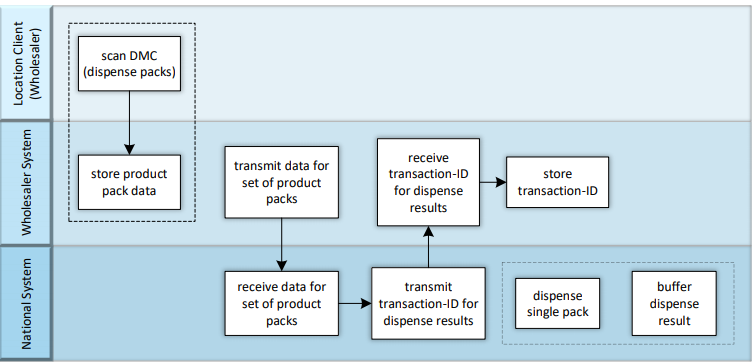 Location Client
(Wholesaler)
scan DMC
(dispense packs)
Wholesaler System
store product
pack data
transmit data for
set of product
packs
receive
transaction-ID
for dispense
results
store
transaction-ID
National System
receive data for
set of product
packs
transmit
transaction-ID for
dispense results
dispense
single pack
buffer
dispense
result